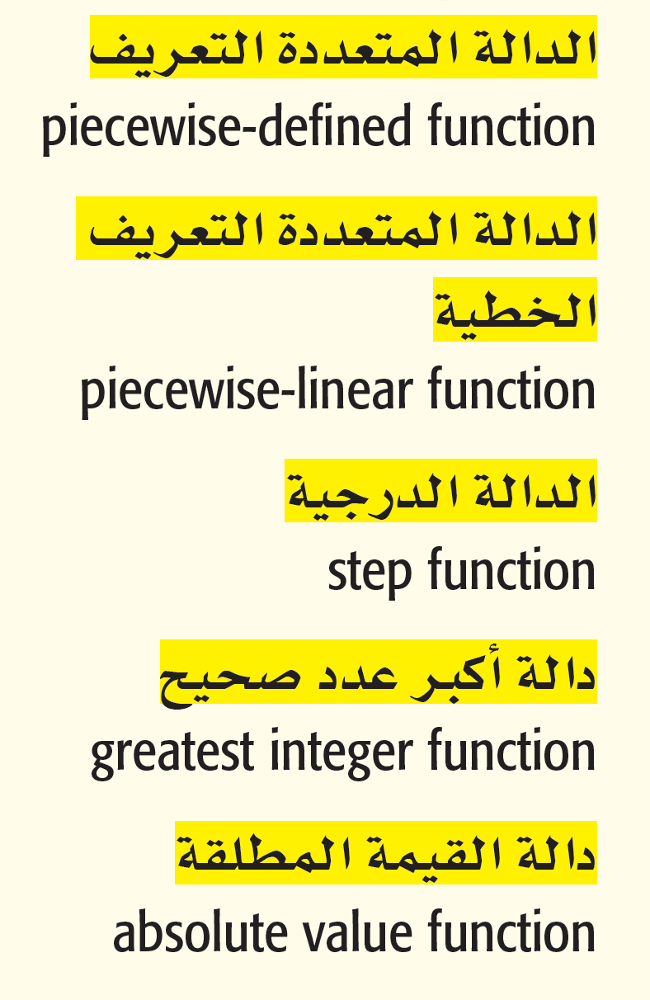 الدالة المتعددة التعريف
piecewise-defined function
الدالة المتعددة التعريف
الخطية
piecewise-linear function
الدالة الدرجية
step function
دالة أكبر عدد صحيح
greatest integer function
دالة القيمة المطلقة
absolute value function